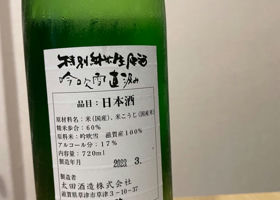 特別純米生原酒
吟吹雪 直汲み
品目：日本酒
原材料名：米(国産)、米こうじ(国産米)
精米歩合：60%
原料米：吟吹雪 滋賀県産100%
アルコール分：17%
内容量：720ml
製造年月 2022 3.
製造者
太田酒造株式会社
滋賀県草津市草津3-10-37